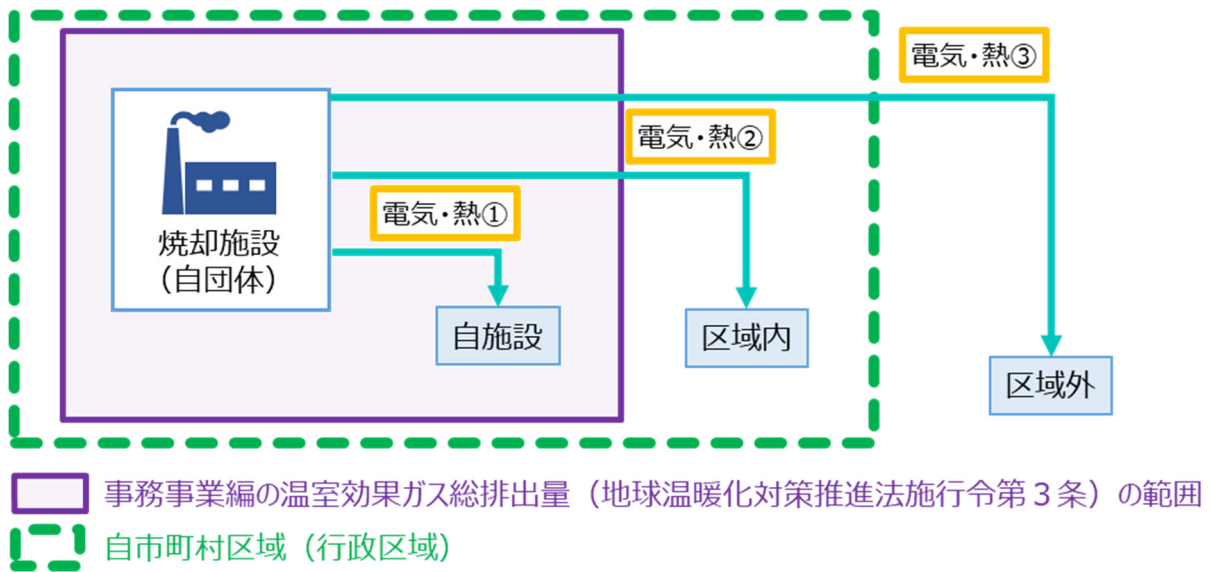 電気・熱③
電気・熱②
電気・熱①
焼却施設
（自団体）
自施設
区域内
区域外
事務事業編の温室効果ガス総排出量（地球温暖化対策推進法施行令第３条）の範囲
自市町村区域（行政区域）